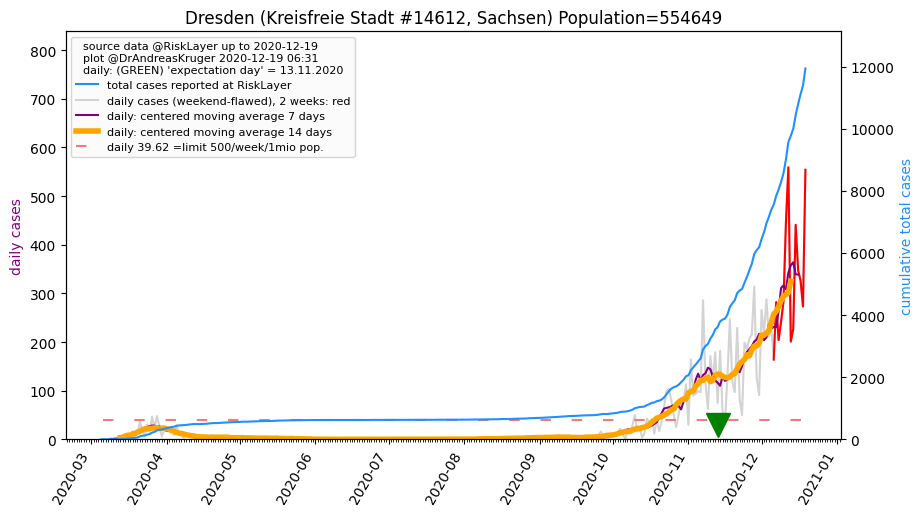 Dresden (Kreisfreie Stadt #14612, Sachsen) Population=554649
source data @RiskLayer up to 2020-12-19
plot @DrAndreasKruger 2020-12-19 06:31
daily: (GREEN) 'expectation day' = 13.11.2020
total cases reported at RiskLayer
daily cases (weekend-flawed), 2 weeks: red
daily: centered moving average 7 days
daily: centered moving average 14 days
daily 39.62 =limit 500/week/1mio pop.
daily cases
800
700
600
500
400
300
200
100
0
cumulative total cases
12000
10000
8000
6000
4000
2000
0
2020-03
2020-04
2020-05
2020-06
2020-07
2020-08
2020-09
2020-10
2020-11
2020-12
2021-01